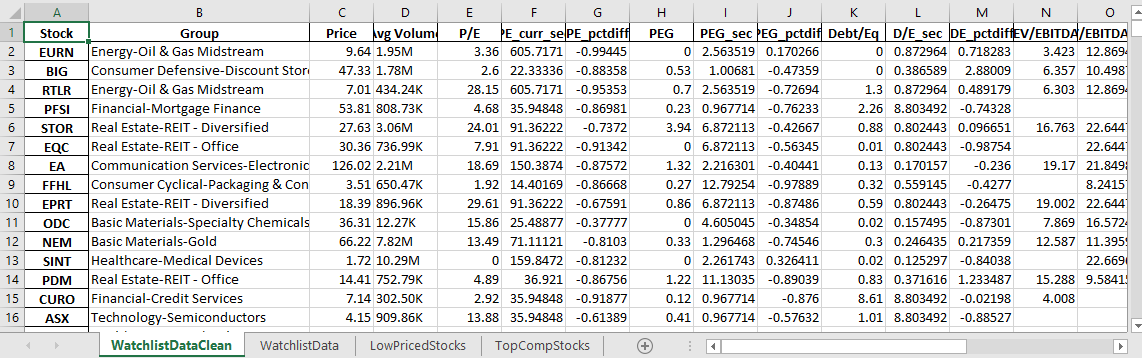 A B C D E F G H I J K L M N O
1 Stock Group Price Avg Volume P/E PE_curr_se PE_pctdiff PEG PEG_sec PEG_pctdif Debt/Eq D/E_sec DE_pctdiff EV/EBITDA /EBITDA
2 EURN Energy-Oil & Gas Midstream 9.64 1.95M 3.36 605.7171 -0.99445 0 2.563519 0.170266 0 0.872964 0.718283 3.423 12.8694
3 BIG Consumer Defensive-Discount Stor 47.33 1.78M 2.6 22.33336 -0.88358 0.53 1.00681 -0.47359 0 0.386589 2.88009 6.357 10.4987
4 RTLR Energy-Oil & Gas Midstream 7.01 434.24K 28.15 605.7171 -0.95353 0.7 2.563519 -0.72694 1.3 0.872964 0.489179 6.303 12.8694
5 PFSI Financial-Mortgage Finance 53.81 808.73K 4.68 35.94848 -0.86981 0.23 0.967714 -0.76233 2.26 8.803492 -0.74328
6 STOR Real Estate-REIT - Diversified 27.63 3.06M 24.01 91.36222 -0.7372 3.94 6.872113 -0.42667 0.88 0.802443 0.096651 16.763 22.6447
7 EQC Real Estate-REIT - Office 30.36 736.99K 7.91 91.36222 -0.91342 0 6.872113 -0.56345 0.01 0.802443 -0.98754 22.6447
8 EA Communication Services-Electronic 126.02 2.21M 18.69 150.3874 -0.87572 1.32 2.216301 -0.40441 0.13 0.170157 -0.236 19.17 21.8498
9 FFHL Consumer Cyclical-Packaging & Con 3.51 650.47K 1.92 14.40169 -0.86668 0.27 12.79254 -0.97889 0.32 0.559145 -0.4277 8.2415
10 EPRT Real Estate-REIT - Diversified 18.39 896.96K 29.61 91.36222 -0.67591 0.86 6.872113 -0.87486 0.59 0.802443 -0.26475 19.002 22.6447
11 ODC Basic Materials-Specialty Chemicals 36.31 12.27K 15.86 25.48877 -0.37777 0 4.605045 -0.34854 0.02 0.157495 -0.87301 7.869 16.5724
12 NEM Basic Materials-Gold 66.22 7.82M 13.49 71.11121 -0.8103 0.33 1.296468 -0.74546 0.3 0.246435 0.217359 12.587 11.3959
13 SINT Healthcare-Medical Devices 1.72 10.29M 0 159.8472 -0.81232 0 2.261743 0.326411 0.02 0.125297 -0.84038 22.669
14 PDM Real Estate-REIT - Office 14.41 752.79K 4.89 36.921 -0.86756 1.22 11.13035 -0.89039 0.83 0.371616 1.233487 15.288 9.5841
15 CURO Financial-Credit Services 7.14 302.50K 2.92 35.94848 -0.91877 0.12 0.967714 -0.876 8.61 8.803492 -0.02198 4.008
16 ASX Technology-Semiconductors 4.15 909.86K 13.88 35.94848 -0.61389 0.41 0.967714 -0.57632 1.01 8.803492 -0.88527
WatchlistDataClean WatchlistData LowPricedStocks TopCompStocks